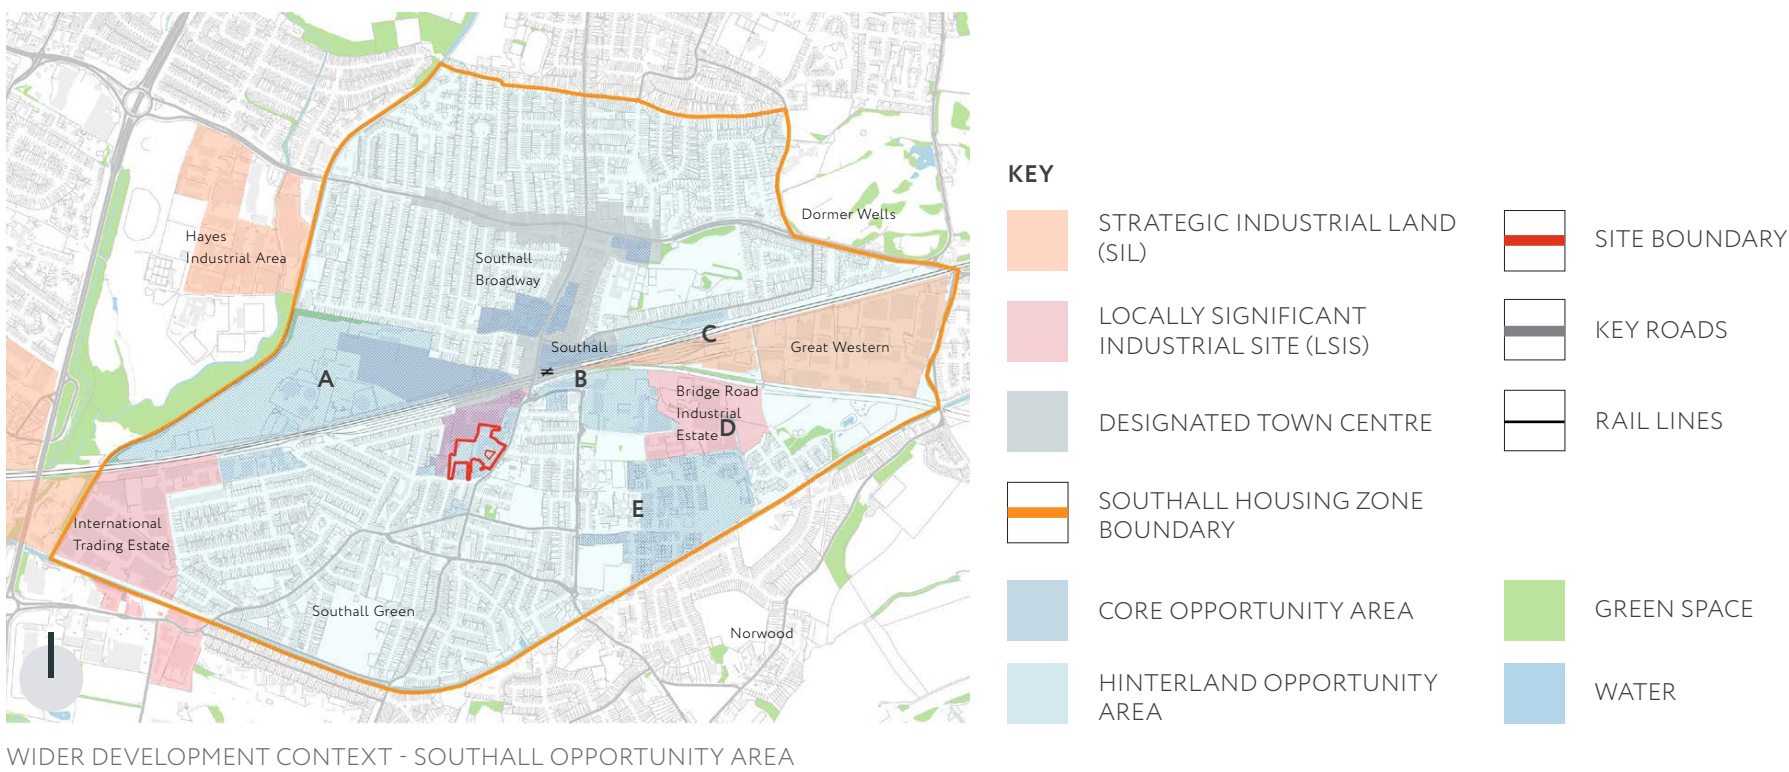 Dormer Wells
Hayes
Industrial Area
Southall
Broadway
C
Southall
Great Western
A
B
Bridge Road
Industrial
Estate
D
E
International
Trading Estate
Southall Green
Norwood
KEY
STRATEGIC INDUSTRIAL LAND
(SIL)
LOCALLY SIGNIFICANT
INDUSTRIAL SITE (LSIS)
DESIGNATED TOWN CENTRE
SOUTHALL HOUSING ZONE
BOUNDARY
CORE OPPORTUNITY AREA
HINTERLAND OPPORTUNITY
AREA
SITE BOUNDARY
KEY ROADS
RAIL LINES
GREEN SPACE
WATER
WIDER DEVELOPMENT CONTEXT - SOUTHALL OPPORTUNITY AREA